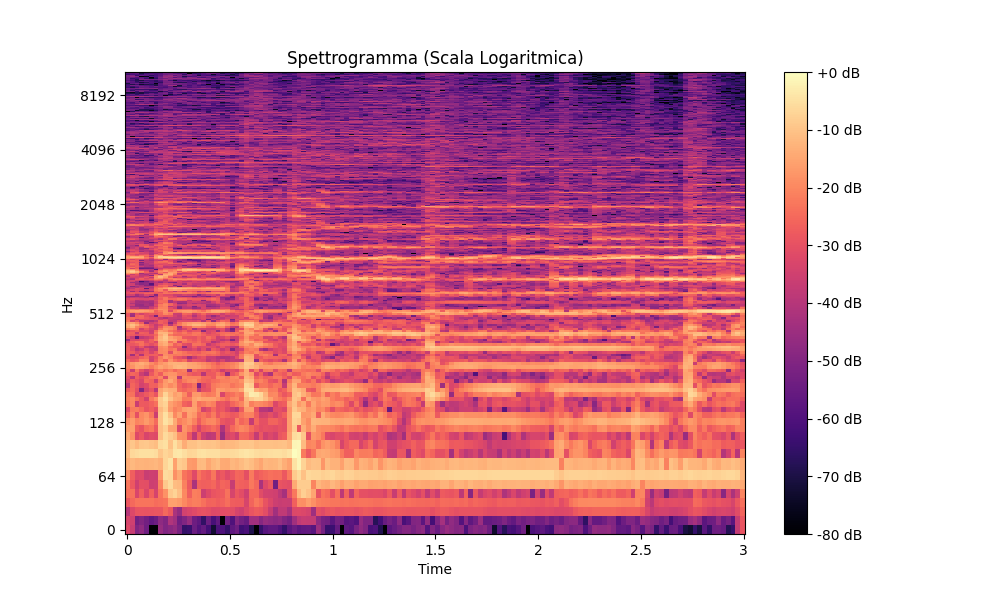 Spettrogramma (Scala Logaritmica)
8192
4096
2048
1024
512
256
128
64
0
Hz
0 0.5 1 1.5 2 2.5 3
Time
+0 dB
-10 dB
-20 dB
-30 dB
-40 dB
-50 dB
-60 dB
-70 dB
-80 dB